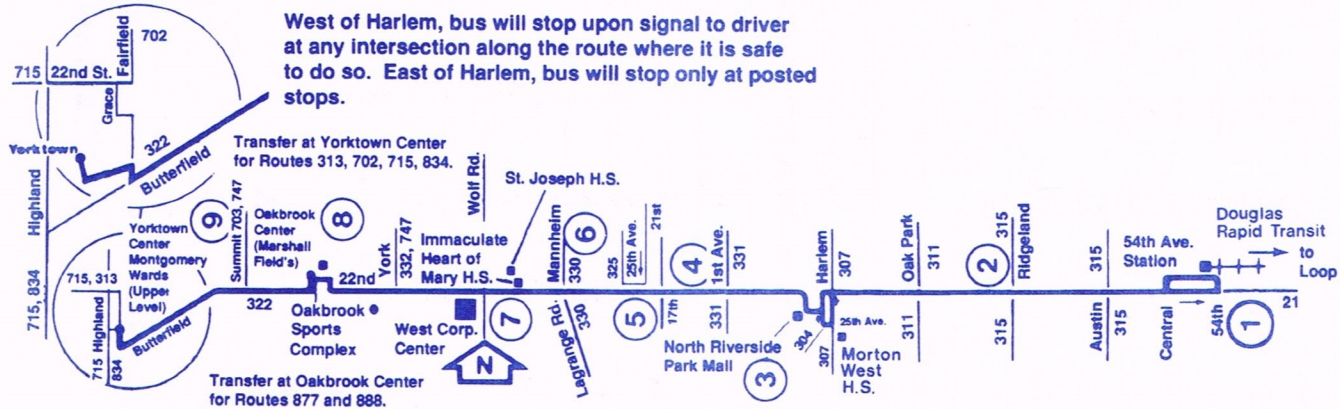 West of Harlem, bus will stop upon signal to driver
at any intersection along the route where it is safe
to do so. East of Harlem, bus will stop only at posted
stops.
702
Fairfield
715
22nd St.
Grace
Yorktown
322
Butterfield
Highland
715, 834
Transfer at Yorktown Center
for Routes 313, 702, 715, 834.
9
Yorktown
Center
Montgomery
Wards
(Upper
Level)
715, 313
Highland
715
834
Butterfield
Summit 703, 747
322
Oakbrook
Center
(Marshall
Field's)
8
22nd
Oakbrook
Sports
Complex
York
332, 747
Transfer at Oakbrook Center
for Routes 877 and 888.
Wolf Rd.
St. Joseph H.S.
Immaculate
Heart of
Mary H.S.
West Corp.
Center
7
N
Mannheim
330
6
Lagrange Rd.
330
325
25th Ave.
21st
5
17th
4
1st Ave.
331
331
North Riverside
Park Mall
3
304
Harlem
307
307
25th Ave.
Morton
West
H.S.
Oak Park
311
311
2
315
Ridgeland
315
315
Austin
315
54th Ave.
Station
Central
54th
Douglas
Rapid Transit
to
Loop
21
1